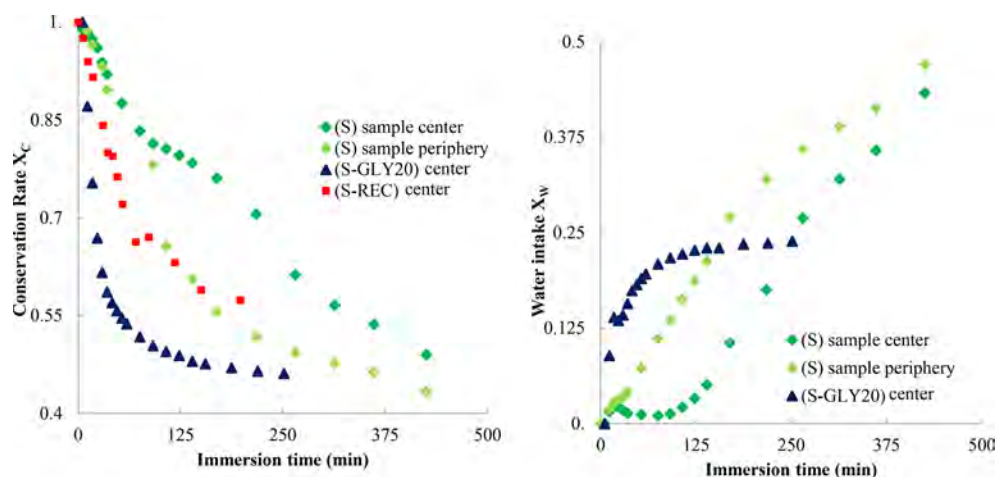 1.
0.85
0.7
0.55
0.4
Conservation Rate X_C
(S) sample center
(S) sample periphery
(S-GLY20) center
(S-REC) center
0 125 250 375 500
Immersion time (min)
0.5
0.375
0.25
0.125
0.
Water intake X_W
(S) sample center
(S) sample periphery
(S-GLY20) center
0 125 250 375 500
Immersion time (min)